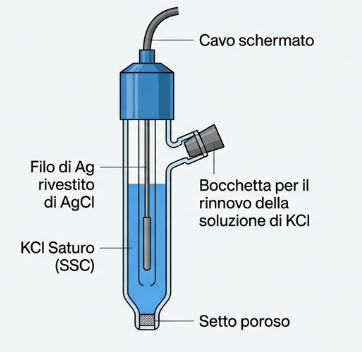 Cavo schermato
Filo di Ag
rivestito
di AgCl
Bocchetta per il
rinnovo della
soluzione di KCl
KCl Saturo
(SSC)
Setto poroso